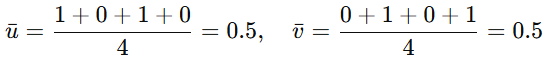 ū = (1 + 0 + 1 + 0)/4 = 0.5, v̄ = (0 + 1 + 0 + 1)/4 = 0.5